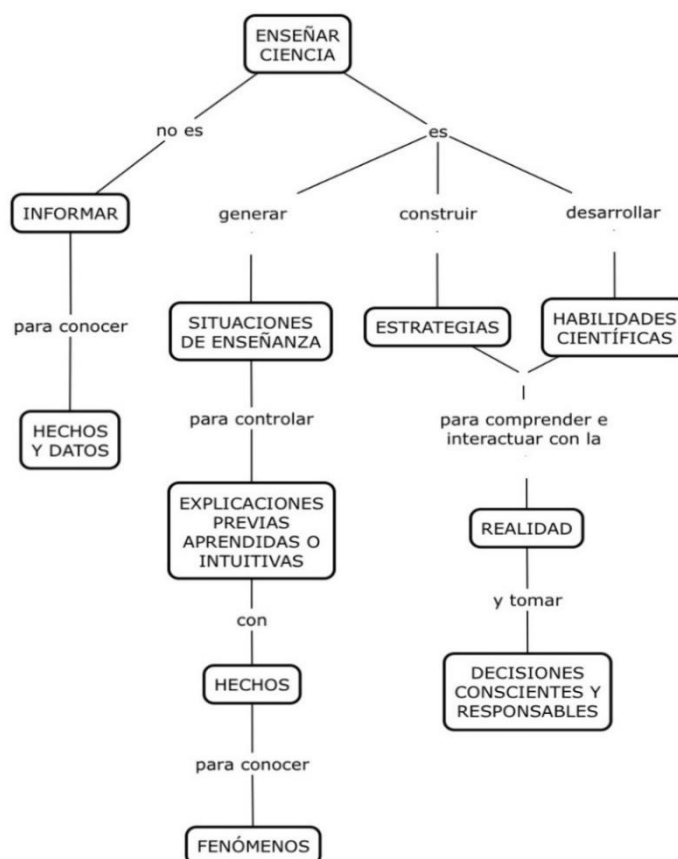 ENSEÑAR
CIENCIA
no es
es
INFORMAR
generar
construir
desarrollar
para conocer
SITUACIONES
DE ENSEÑANZA
ESTRATEGIAS
HABILIDADES
CIENTÍFICAS
HECHOS
Y DATOS
para controlar
para comprender e
interactuar con la
EXPLICACIONES
PREVIAS
APRENDIDAS O
INTUITIVAS
REALIDAD
con
y tomar
HECHOS
DECISIONES
CONSCIENTES Y
RESPONSABLES
para conocer
FENÓMENOS